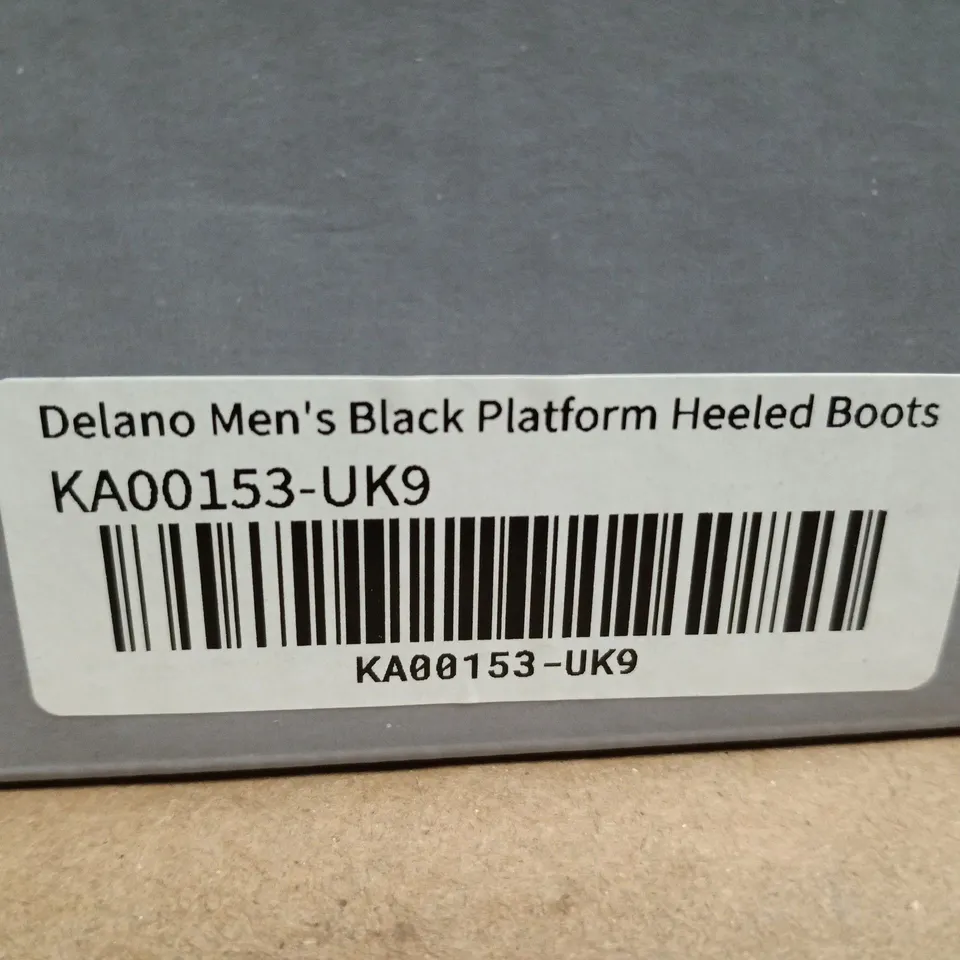 Delano Men's Black Platform Heeled Boots
KA00153-UK9
KA00153-UK9